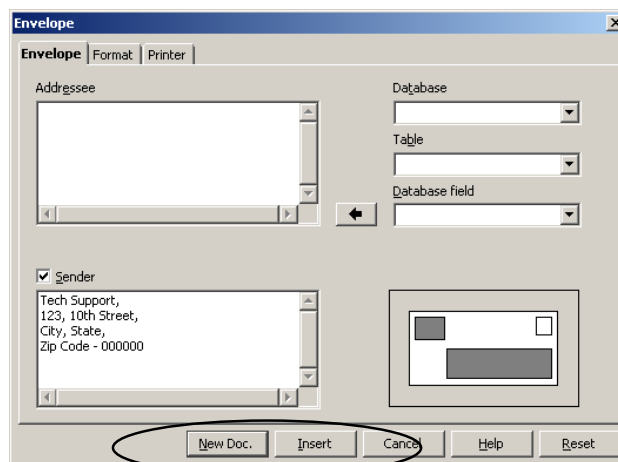 Envelope
Envelope Format Printer
Addressee
Database
Table
Database field
Sender
Tech Support,
123, 10th Street,
City, State,
Zip Code - 000000
New Doc. Insert Cancel Help Reset